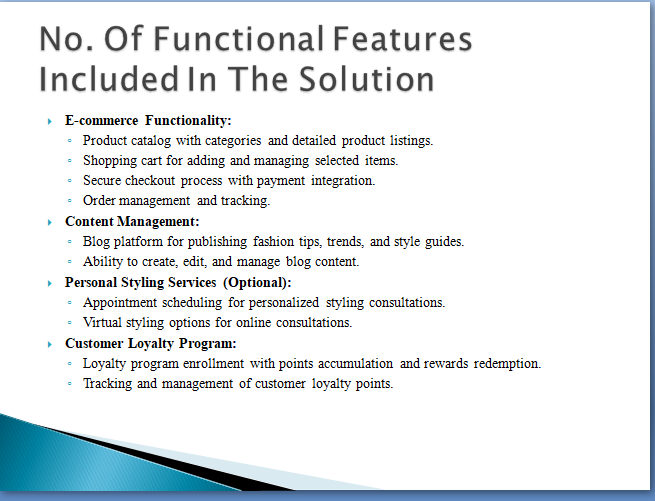 No. Of Functional Features
Included In The Solution
E-commerce Functionality:
Product catalog with categories and detailed product listings.
Shopping cart for adding and managing selected items.
Secure checkout process with payment integration.
Order management and tracking.
Content Management:
Blog platform for publishing fashion tips, trends, and style guides.
Ability to create, edit, and manage blog content.
Personal Styling Services (Optional):
Appointment scheduling for personalized styling consultations.
Virtual styling options for online consultations.
Customer Loyalty Program:
Loyalty program enrollment with points accumulation and rewards redemption.
Tracking and management of customer loyalty points.